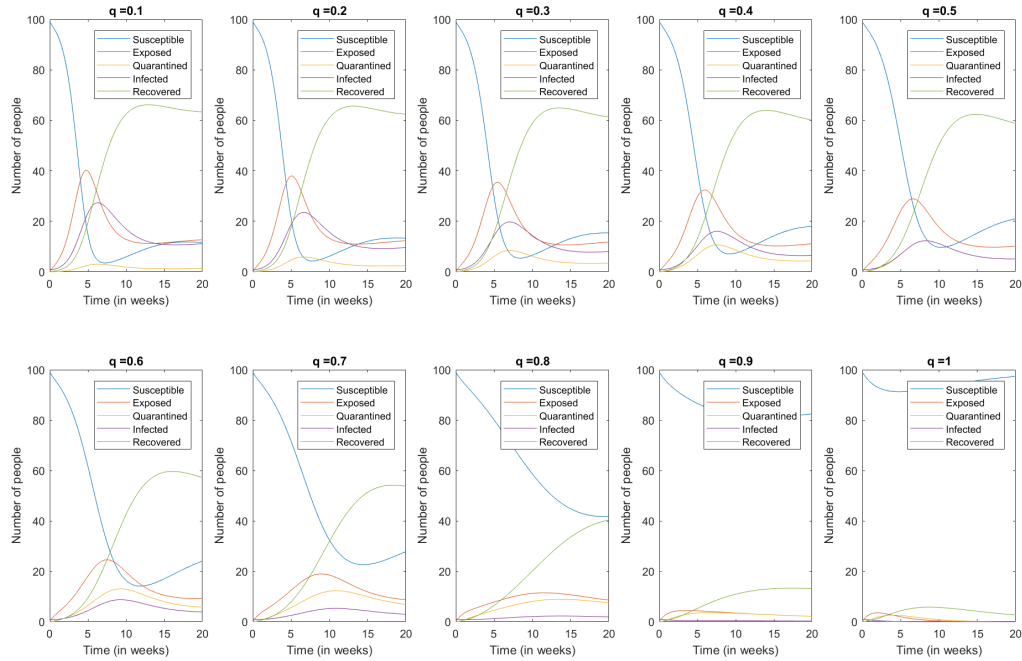 q =0.1
100
80
60
40
20
0
0
5
10
15
20
Number of people
Time (in weeks)
Susceptible
Exposed
Quarantined
Infected
Recovered
q =0.2
100
80
60
40
20
0
0
5
10
15
20
Number of people
Time (in weeks)
Susceptible
Exposed
Quarantined
Infected
Recovered
q =0.3
100
80
60
40
20
0
0
5
10
15
20
Number of people
Time (in weeks)
Susceptible
Exposed
Quarantined
Infected
Recovered
q =0.4
100
80
60
40
20
0
0
5
10
15
20
Number of people
Time (in weeks)
Susceptible
Exposed
Quarantined
Infected
Recovered
q =0.5
100
80
60
40
20
0
0
5
10
15
20
Number of people
Time (in weeks)
Susceptible
Exposed
Quarantined
Infected
Recovered
q =0.6
100
80
60
40
20
0
0
5
10
15
20
Number of people
Time (in weeks)
Susceptible
Exposed
Quarantined
Infected
Recovered
q =0.7
100
80
60
40
20
0
0
5
10
15
20
Number of people
Time (in weeks)
Susceptible
Exposed
Quarantined
Infected
Recovered
q =0.8
100
80
60
40
20
0
0
5
10
15
20
Number of people
Time (in weeks)
Susceptible
Exposed
Quarantined
Infected
Recovered
q =0.9
100
80
60
40
20
0
0
5
10
15
20
Number of people
Time (in weeks)
Susceptible
Exposed
Quarantined
Infected
Recovered
q =1
100
80
60
40
20
0
0
5
10
15
20
Number of people
Time (in weeks)
Susceptible
Exposed
Quarantined
Infected
Recovered